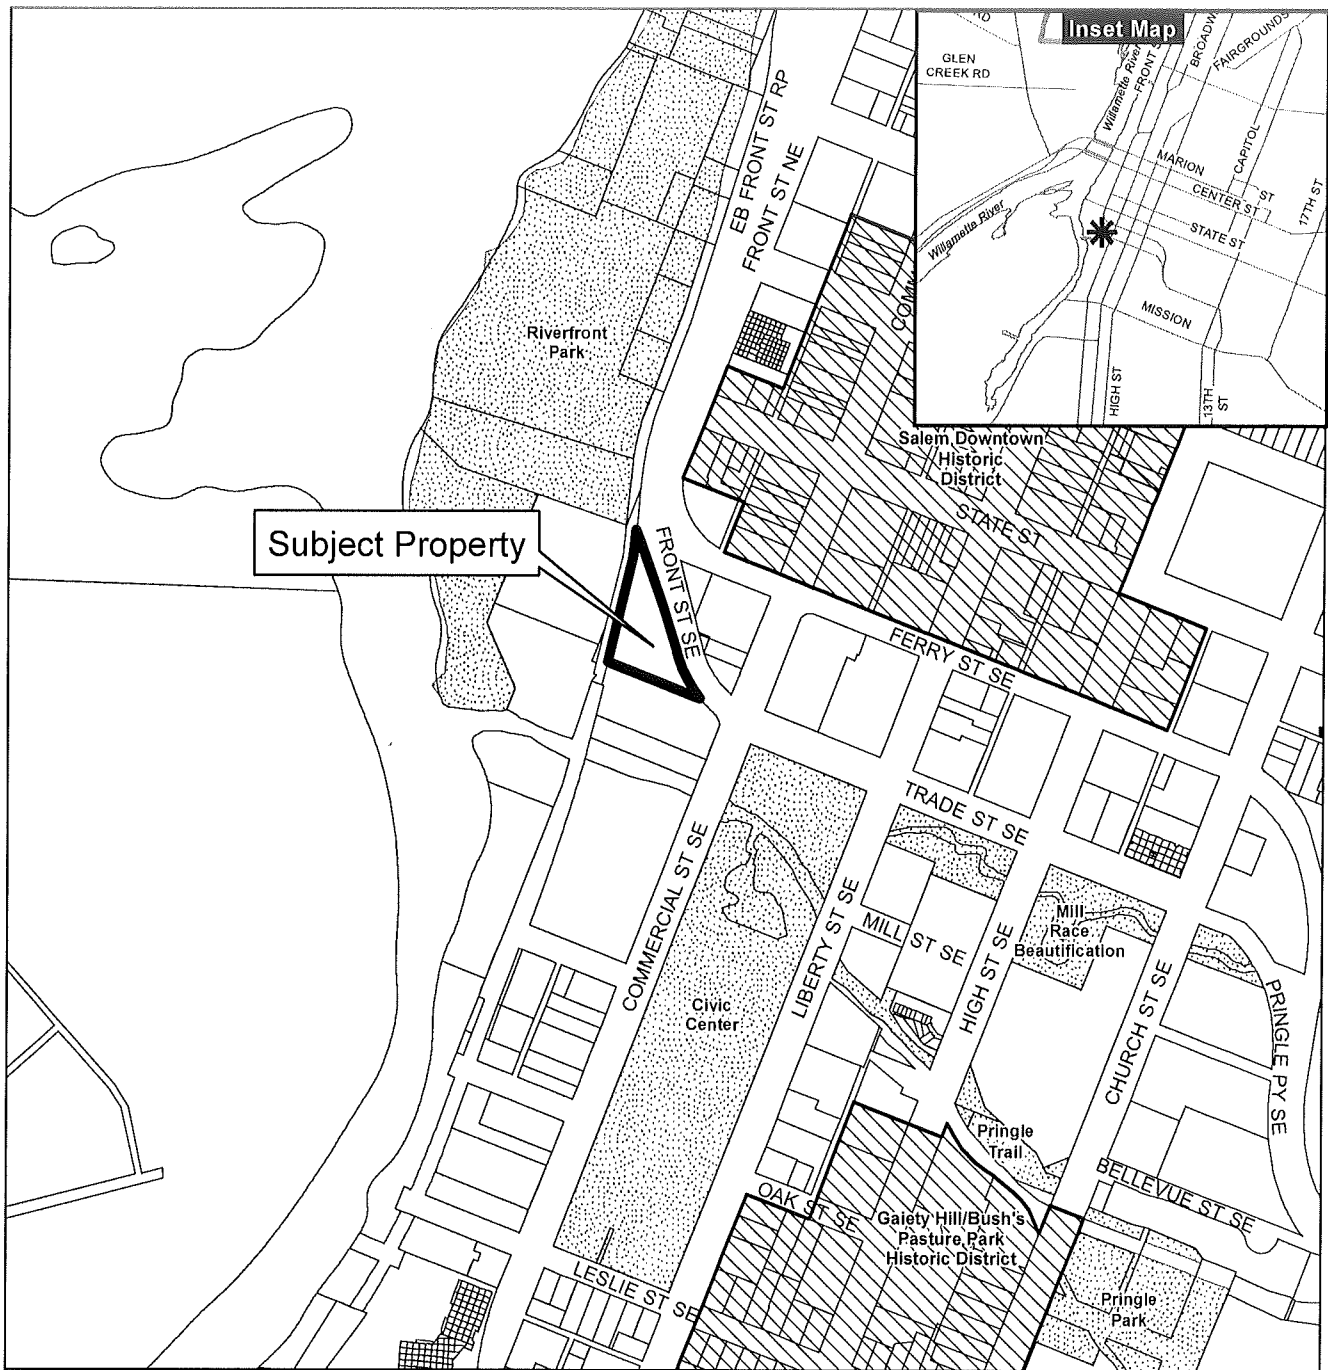 Inset Map
RD
GLEN
CREEK RD
Willamette River
FRONT S
BROADW
FAIRGROUNDS
MARION
CENTER ST
ST
CAPITOL
17TH ST
STATE ST
Willamette River
MISSION
HIGH ST
13TH
ST
EB FRONT ST RP
FRONT ST NE
COMM
Riverfront
Park
Salem Downtown
Historic
District
STATE ST
Subject Property
FRONT ST SE
FERRY ST SE
TRADE ST SE
COMMERCIAL ST SE
LIBERTY ST SE
MILL ST SE
HIGH ST SE
Mill
Race
Beautification
CHURCH ST SE
PRINGLE PY SE
Civic
Center
Pringle
Trail
BELLEVUE ST SE
OAK ST SE
Gaiety Hill/Bush's
Pasture Park
Historic District
LESLIE ST SE
Pringle
Park